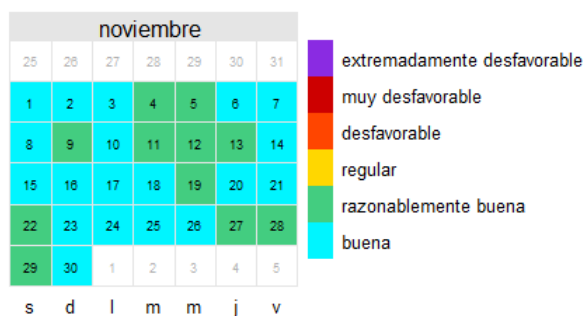 noviembre
25 26 27 28 29 30 31
1 2 3 4 5 6 7
8 9 10 11 12 13 14
15 16 17 18 19 20 21
22 23 24 25 26 27 28
29 30 1 2 3 4 5
s d l m m j v
extremadamente desfavorable
muy desfavorable
desfavorable
regular
razonablemente buena
buena